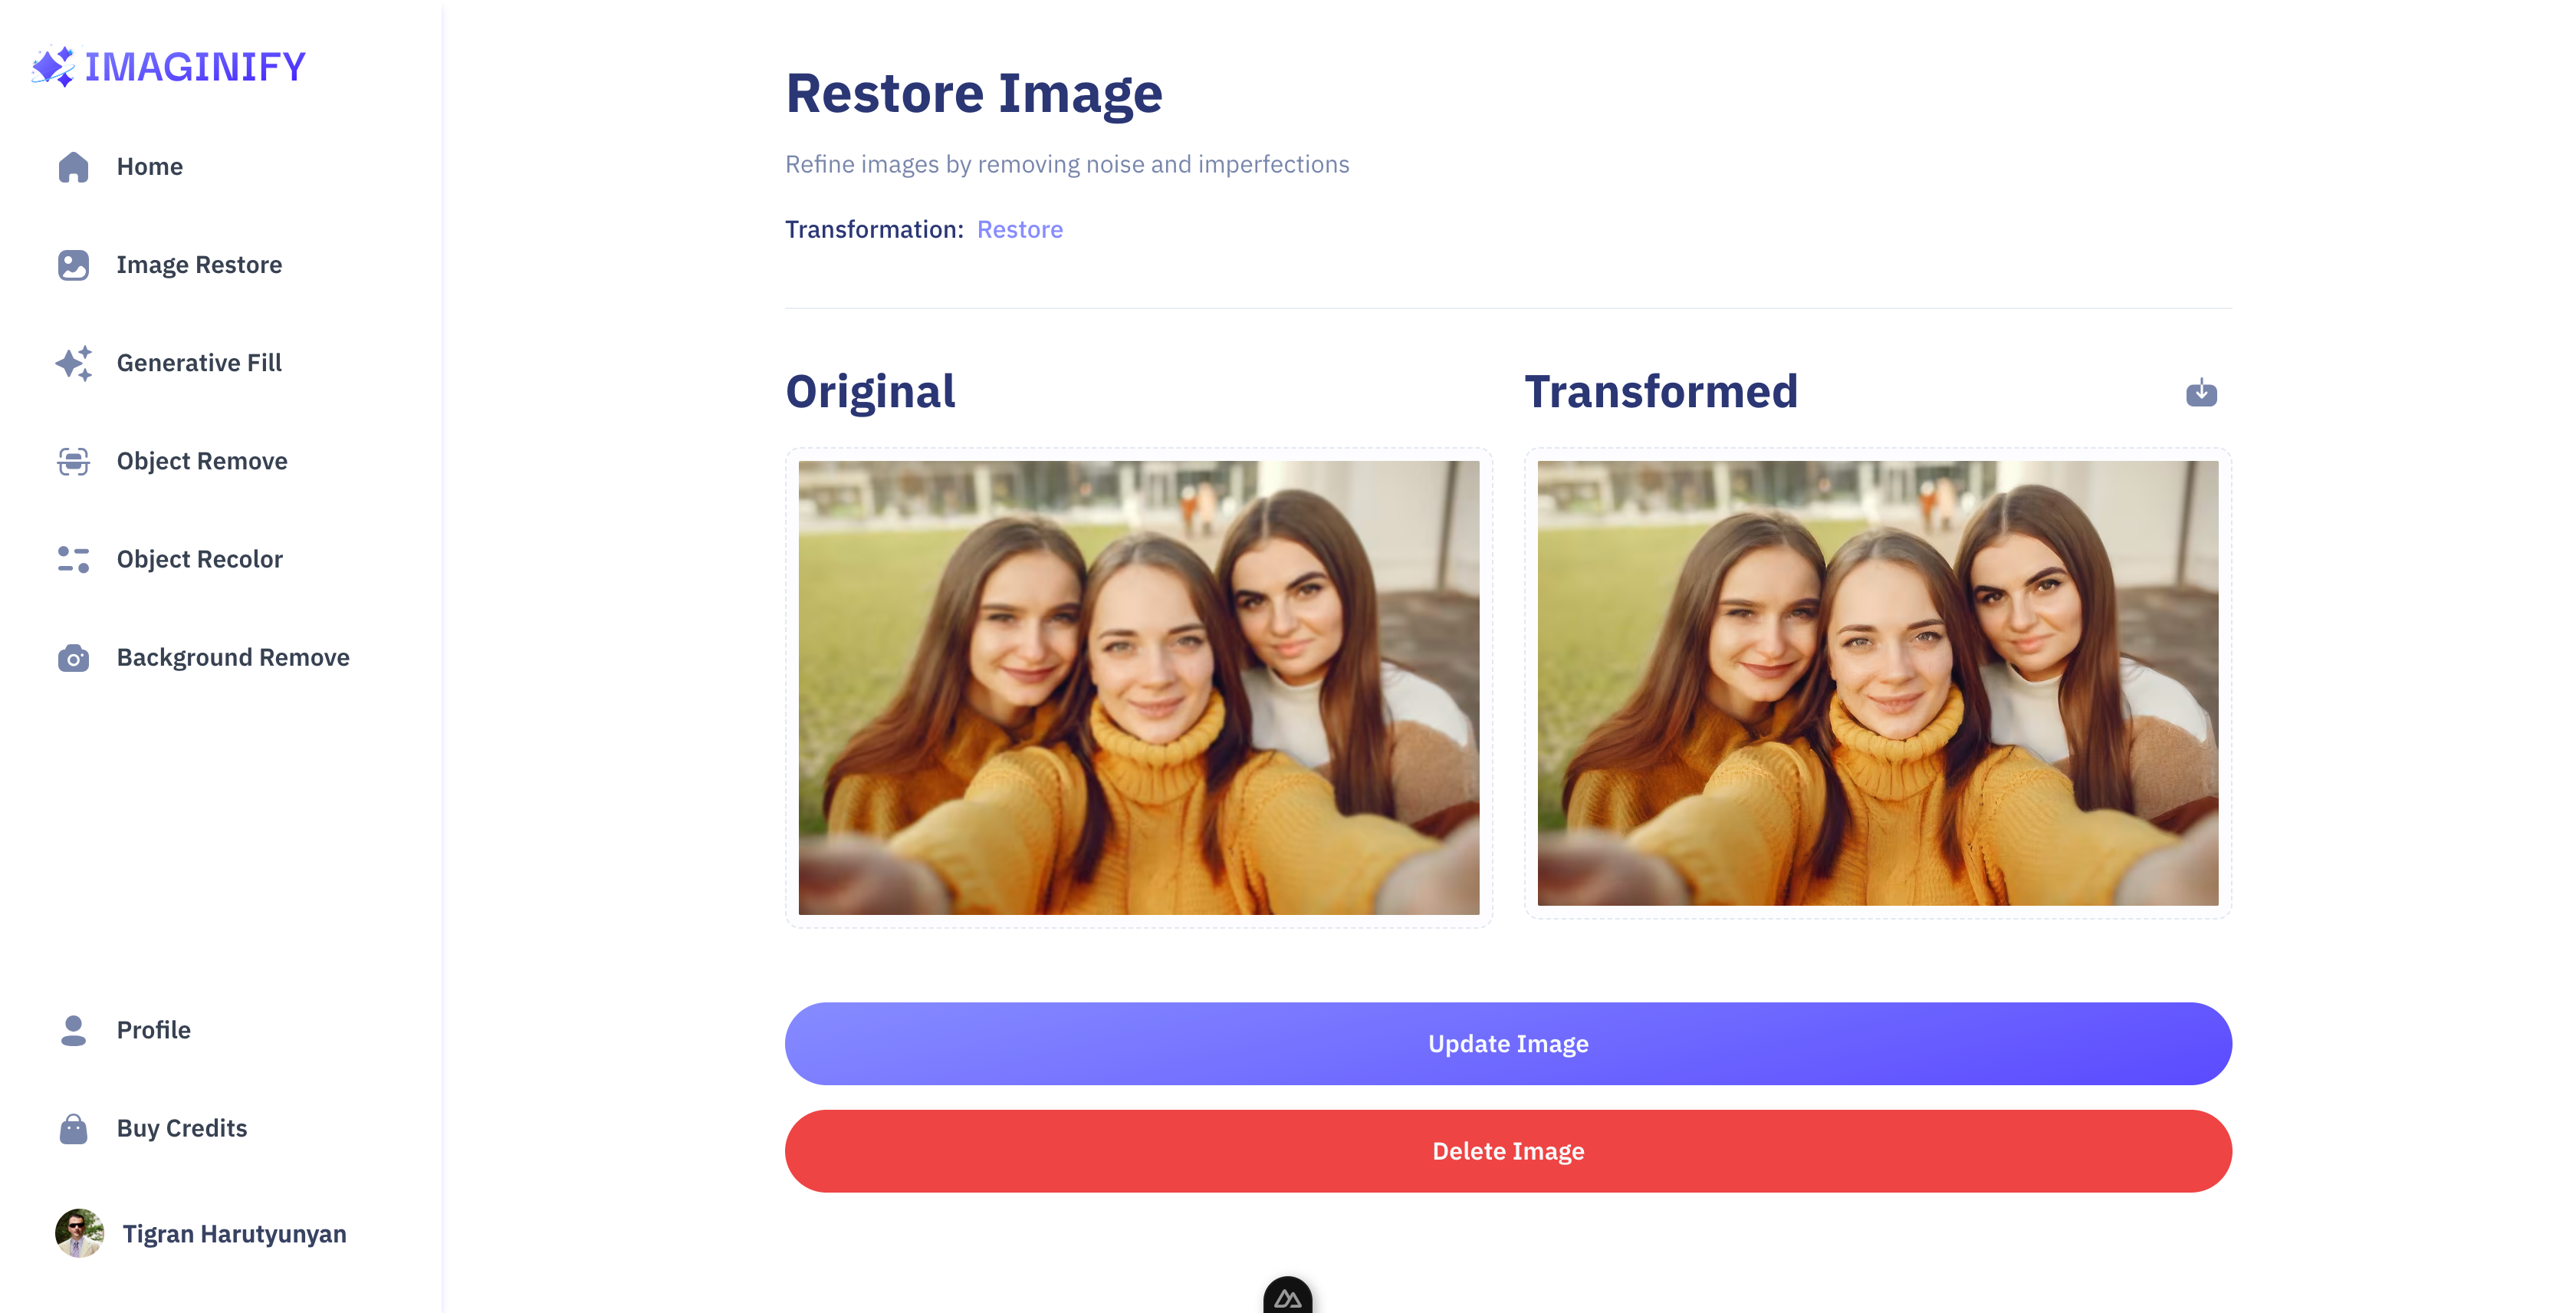 IMAGINIFY
Home
Image Restore
Generative Fill
Object Remove
Object Recolor
Background Remove
Profile
Buy Credits
Tigran Harutyunyan
Restore Image
Refine images by removing noise and imperfections
Transformation: Restore
Original
Transformed
Update Image
Delete Image